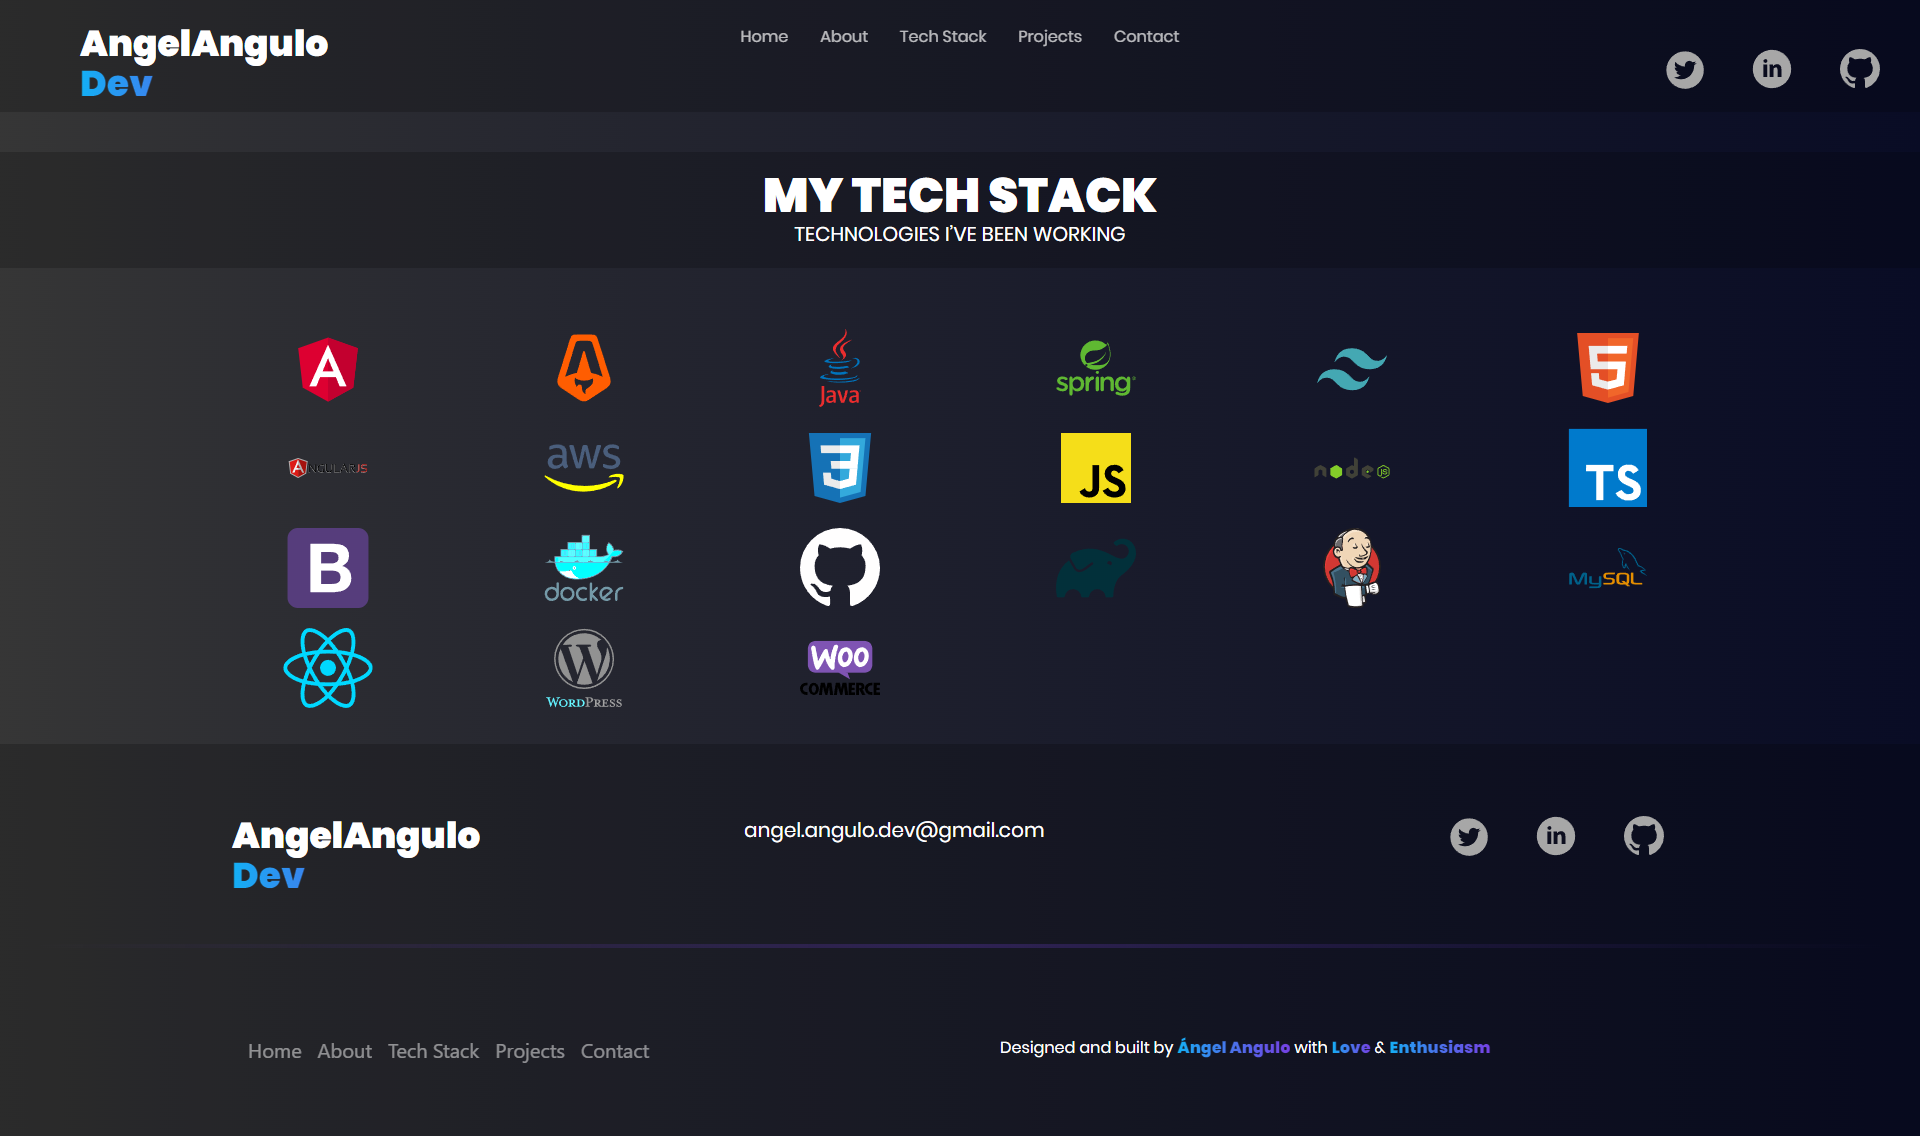 AngelAngulo
Dev
Home About Tech Stack Projects Contact
in
MY TECH STACK
TECHNOLOGIES I'VE BEEN WORKING
A
Java
spring
5
ANGULARJS
aws
3
JS
node JS
TS
B
docker
MySQL
W
WORDPRESS
WOO
COMMERCE
AngelAngulo
Dev
angel.angulo.dev@gmail.com
in
Home About Tech Stack Projects Contact
Designed and built by Ángel Angulo with Love & Enthusiasm